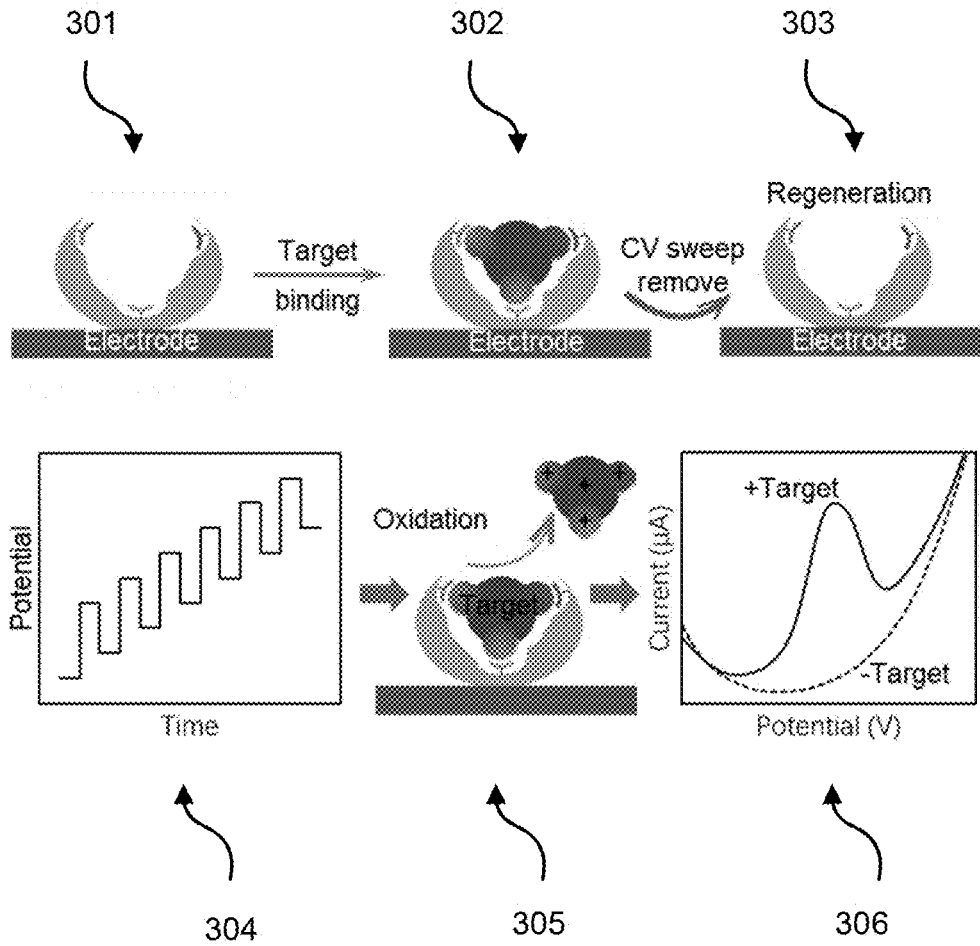 301
302
303
Regeneration
Target
binding
CV sweep
remove
Electrode
Electrode
Electrode
Potential
Time
Oxidation
Target
Current (µA)
+Target
-Target
Potential (V)
304
305
306